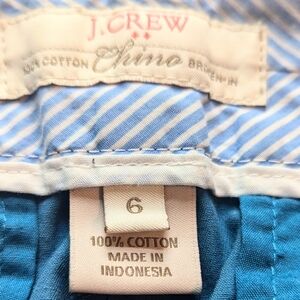 J.CREW
100% COTTON Chino BROKEN-IN
6
100% COTTON
MADE IN
INDONESIA